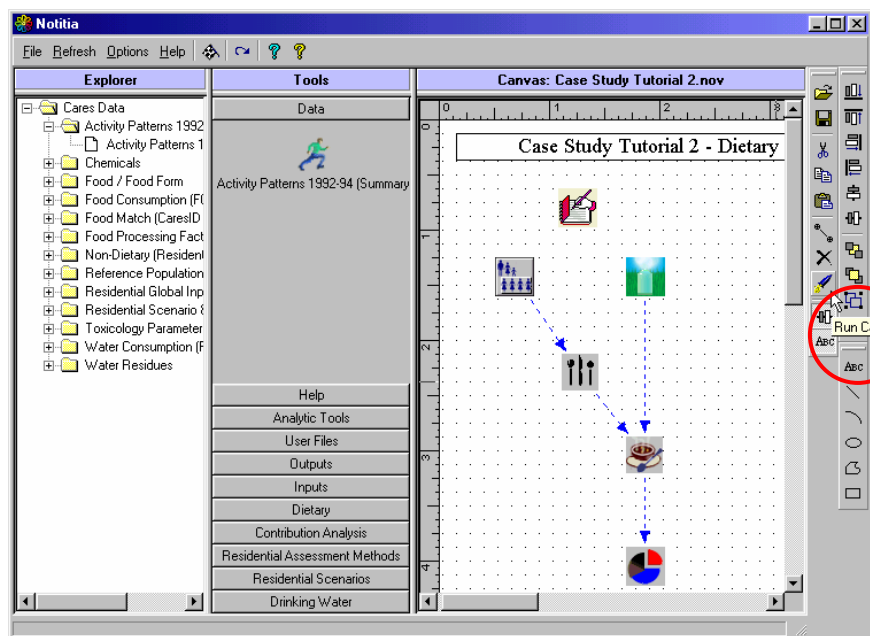 Notitia
File Refresh Options Help
Explorer
Cares Data
Activity Patterns 1992
Activity Patterns 1
Chemicals
Food / Food Form
Food Consumption (F(
Food Match (CaresID
Food Processing Fact
Non-Dietary (Resident
Reference Population
Residential Global Inp
Residential Scenario &
Toxicology Parameter
Water Consumption (F
Water Residues
Tools
Data
Activity Patterns 1992-94 (Summary
Help
Analytic Tools
User Files
Outputs
Inputs
Dietary
Contribution Analysis
Residential Assessment Methods
Residential Scenarios
Drinking Water
Canvas: Case Study Tutorial 2.nov
0 1 2 3
0
1
2
3
4
Case Study Tutorial 2 - Dietary
Run Ca
ABC
ABC